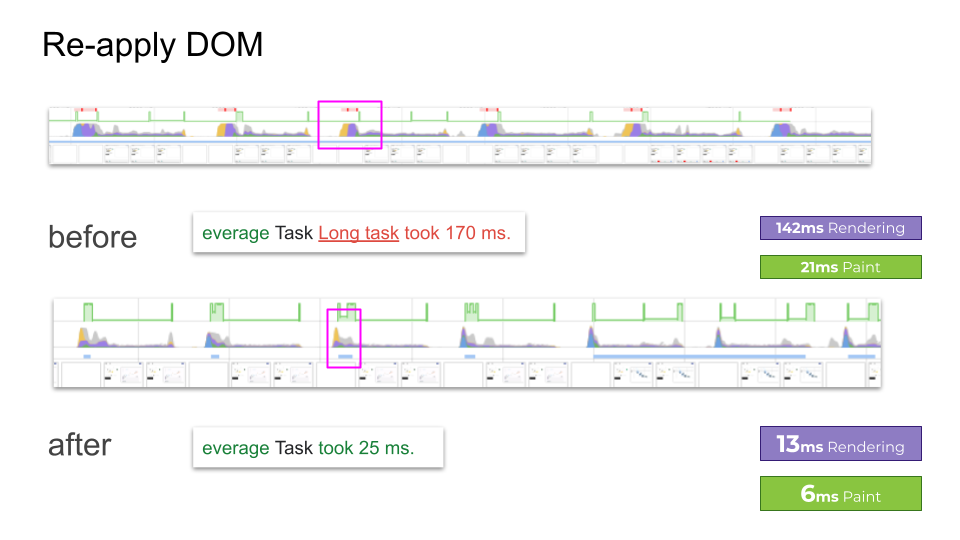 Re-apply DOM
before
everage Task Long task took 170 ms.
142ms Rendering
21ms Paint
after
everage Task took 25 ms.
13ms Rendering
6ms Paint